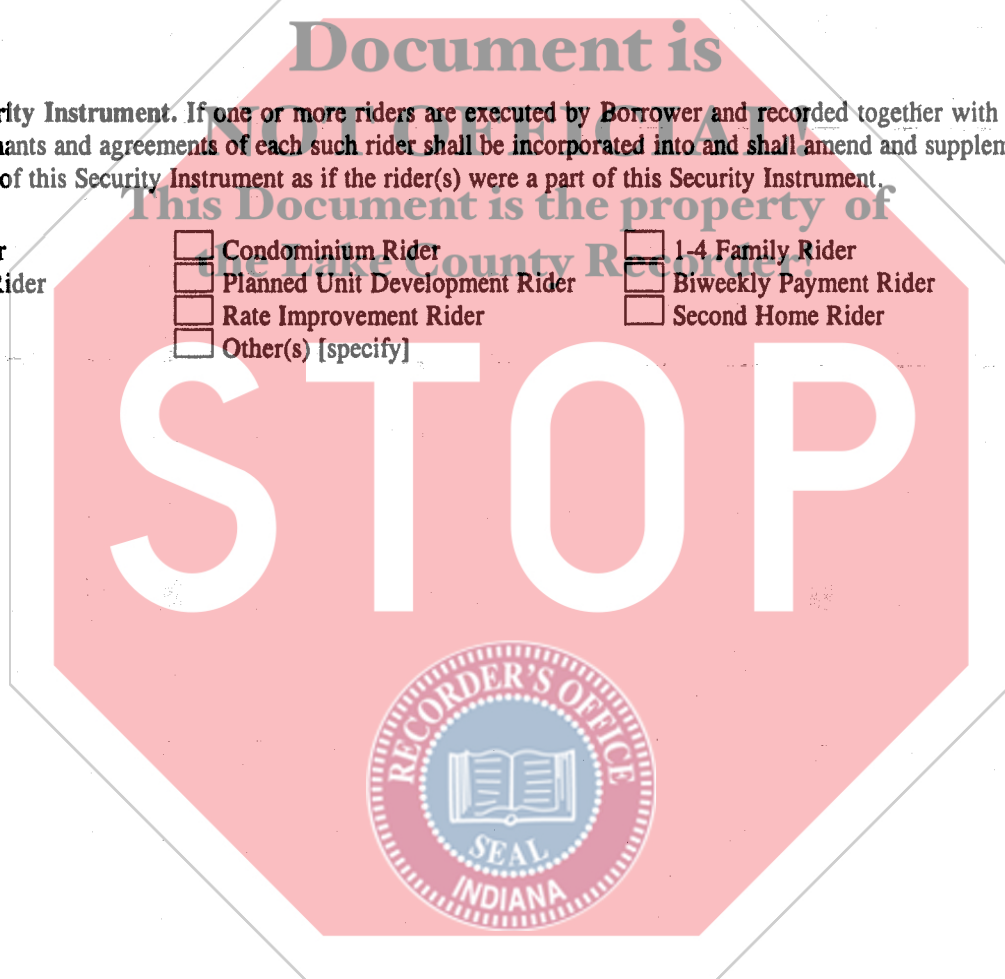 Document is
rity Instrument. If one or more riders are executed by Borrower and recorded together with
NOT OFFICIAL!
ants and agreements of each such rider shall be incorporated into and shall amend and supplem
of this Security Instrument as if the rider(s) were a part of this Security Instrument.
This Document is the property of
the Lake County Recorder!
r Condominium Rider 1-4 Family Rider
Rider Planned Unit Development Rider Biweekly Payment Rider
Rate Improvement Rider Second Home Rider
Other(s) [specify]
STOP
RECORDER'S OFFICE
SEAL
INDIANA